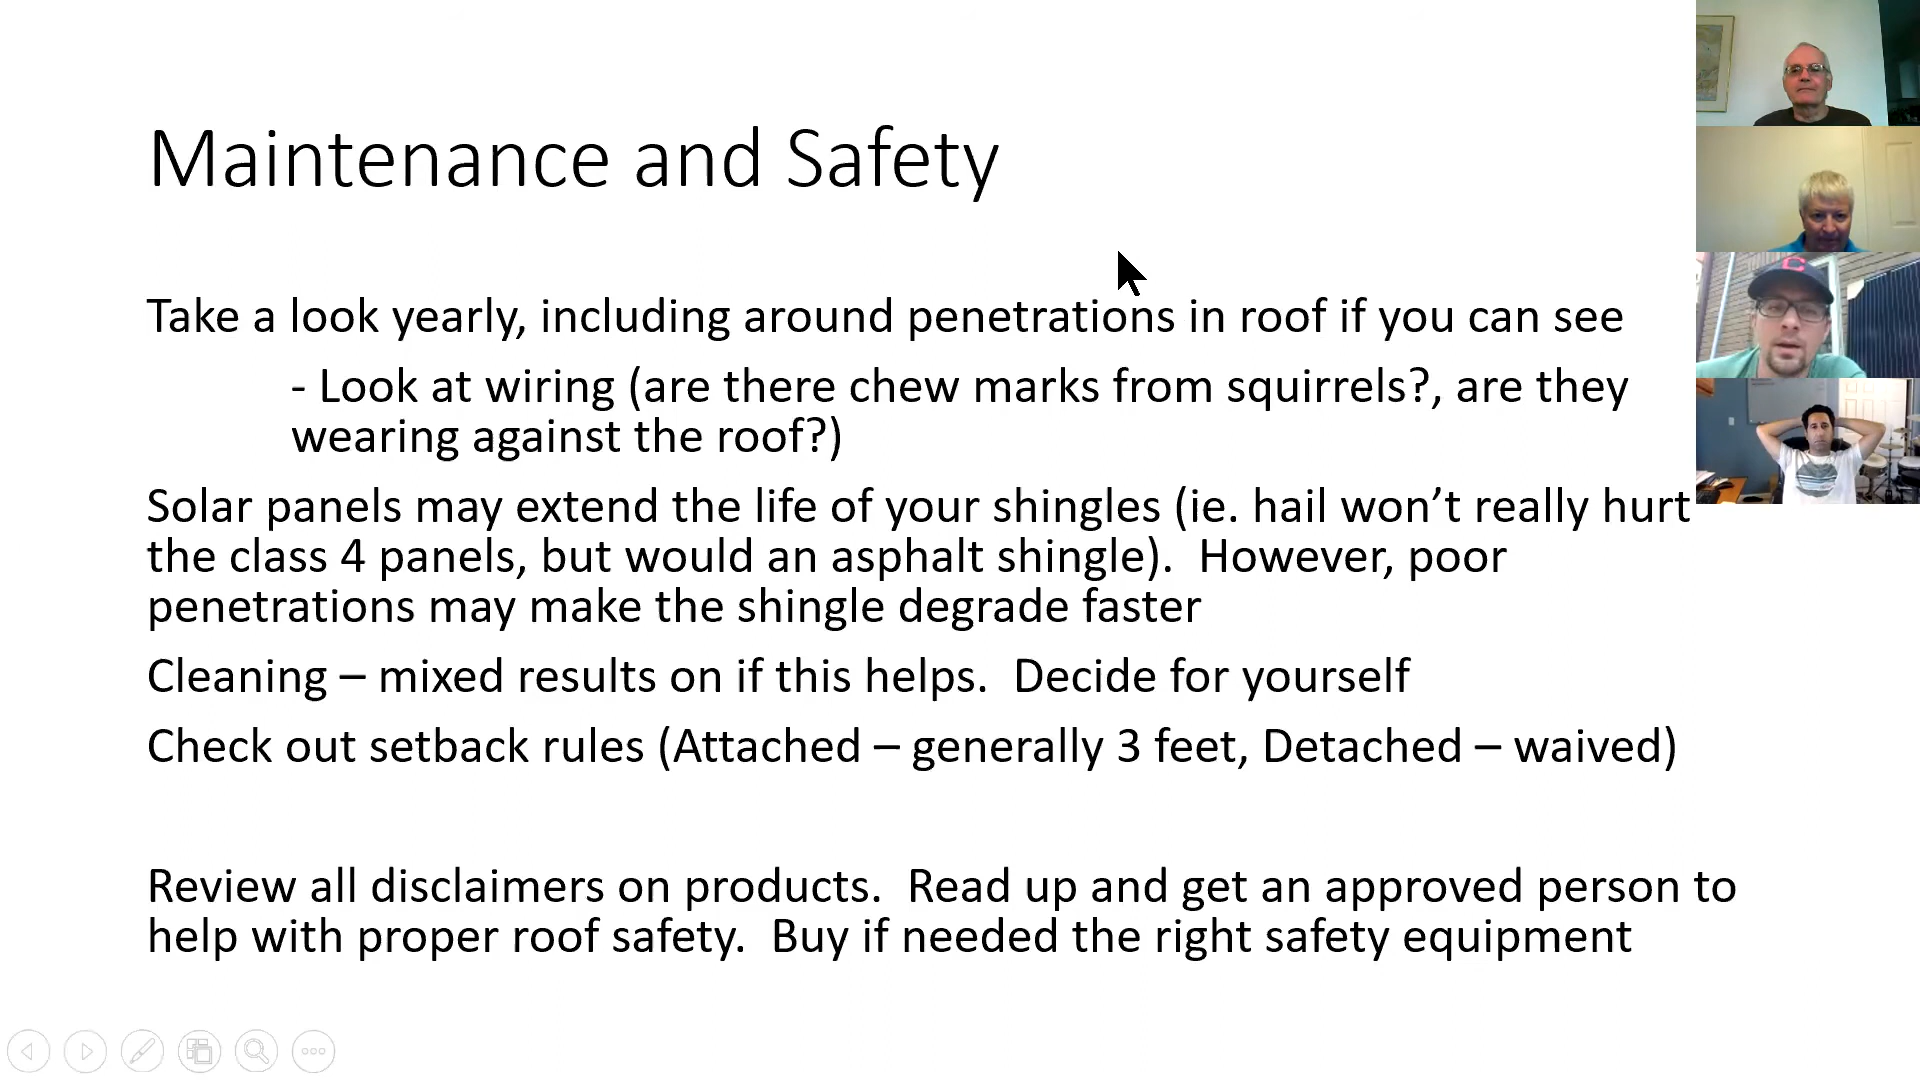 Maintenance and Safety
Take a look yearly, including around penetrations in roof if you can see
- Look at wiring (are there chew marks from squirrels?, are they
wearing against the roof?)
Solar panels may extend the life of your shingles (ie. hail won’t really hurt
the class 4 panels, but would an asphalt shingle).  However, poor
penetrations may make the shingle degrade faster
Cleaning – mixed results on if this helps.  Decide for yourself
Check out setback rules (Attached – generally 3 feet, Detached – waived)
Review all disclaimers on products.  Read up and get an approved person to
help with proper roof safety.  Buy if needed the right safety equipment
C